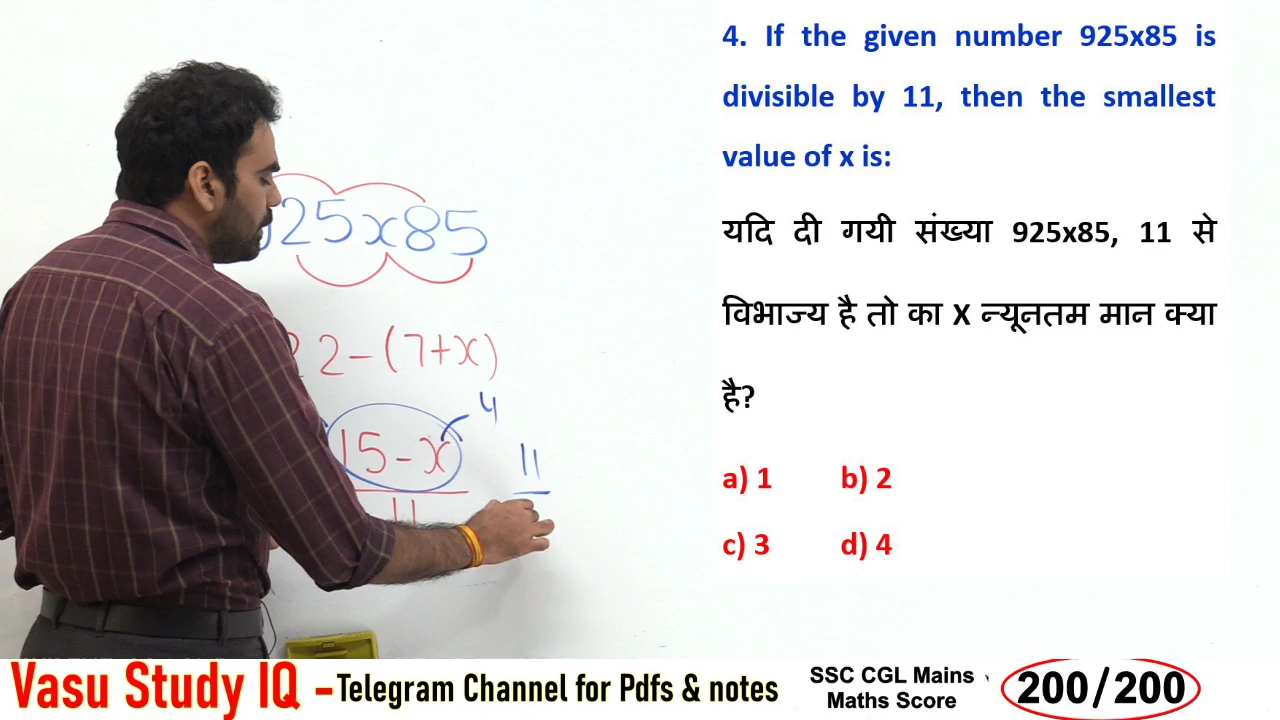 4. If the given number 925x85 is
divisible by 11, then the smallest
value of x is:
यदि दी गयी संख्या 925x85, 11 से
विभाज्य है तो का X न्यूनतम मान क्या
है?
a) 1 b) 2
c) 3 d) 4
25x85
2 - (7+x)
15-x
11
4
11
Vasu Study IQ - Telegram Channel for Pdfs & notes
SSC CGL Mains
Maths Score
200/200